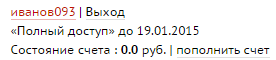 иванов093 | Выход
«Полный доступ» до 19.01.2015
Состояние счета : 0.0 руб. | пополнить счет